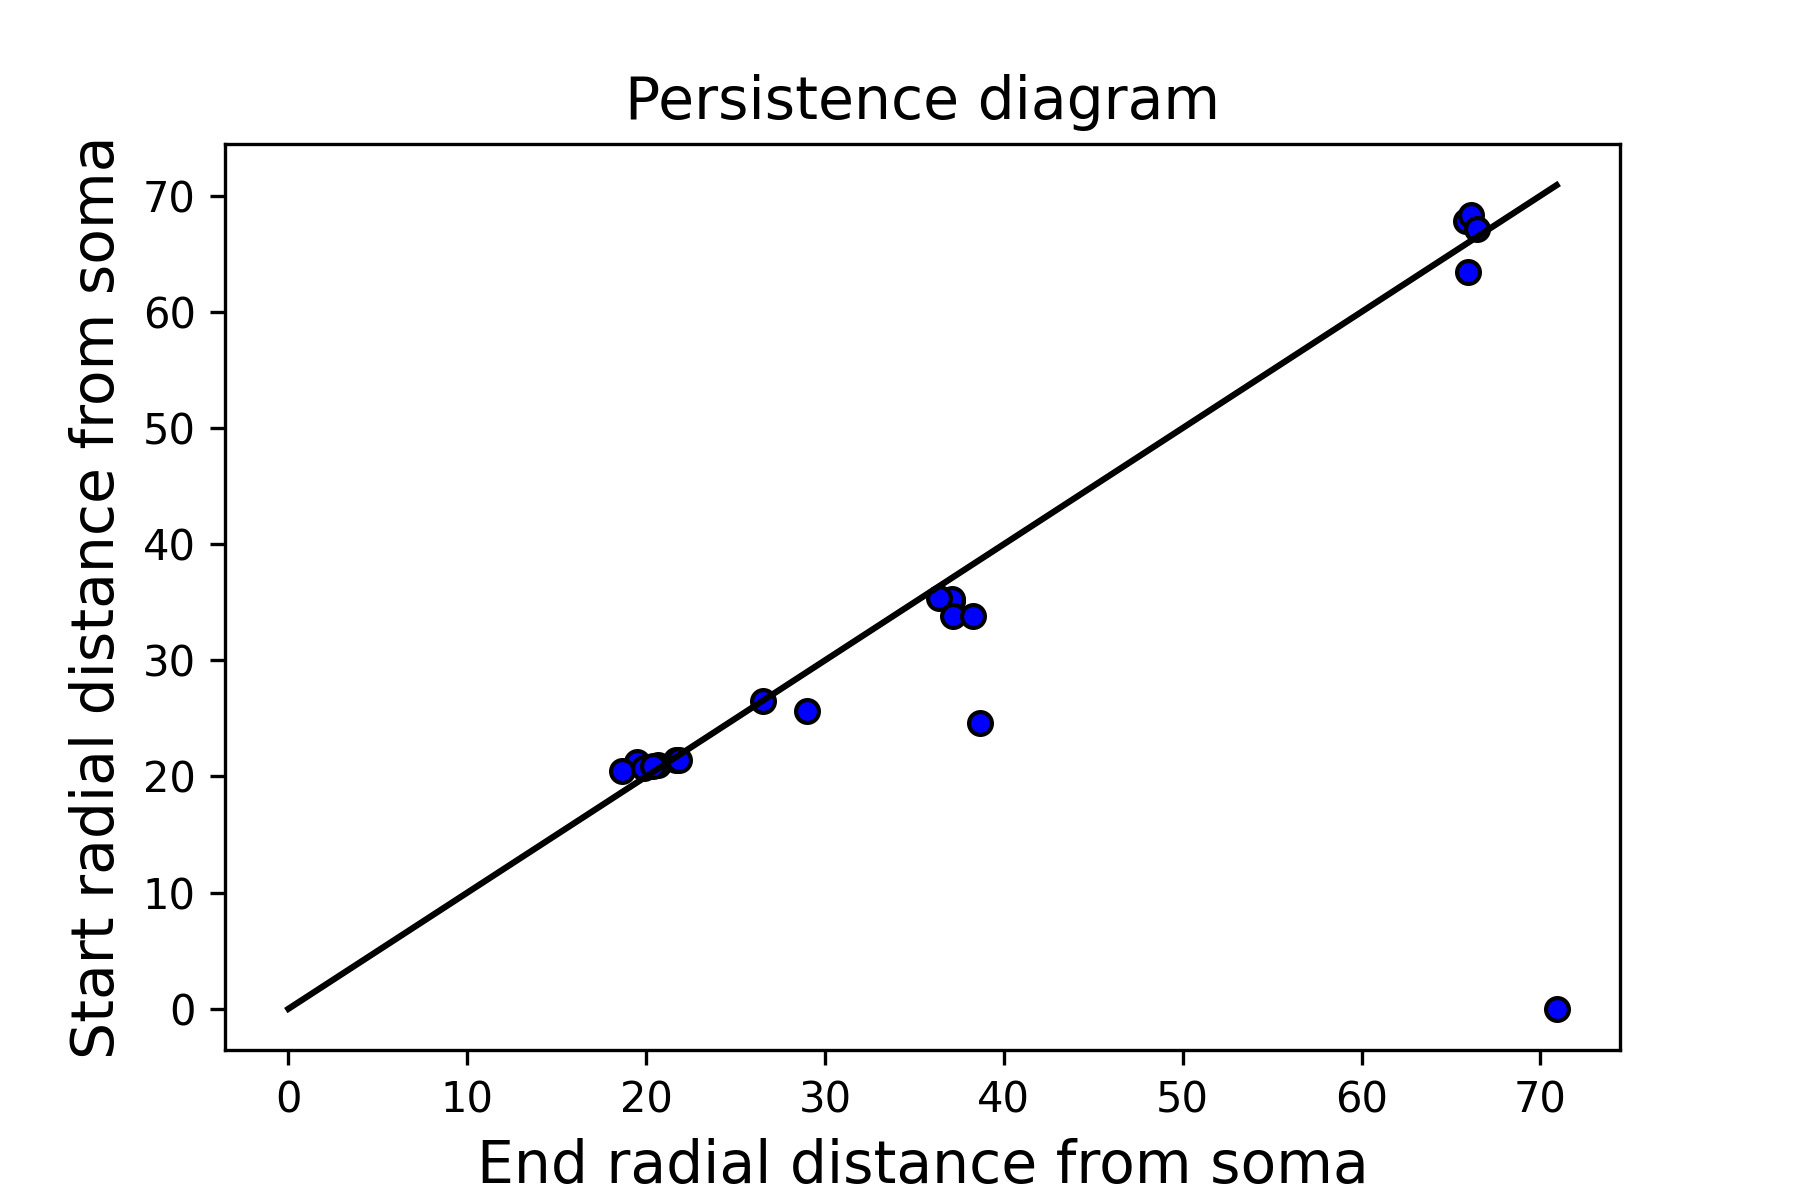 Persistence diagram
Start radial distance from soma
70
60
50
40
30
20
10
0
0 10 20 30 40 50 60 70
End radial distance from soma